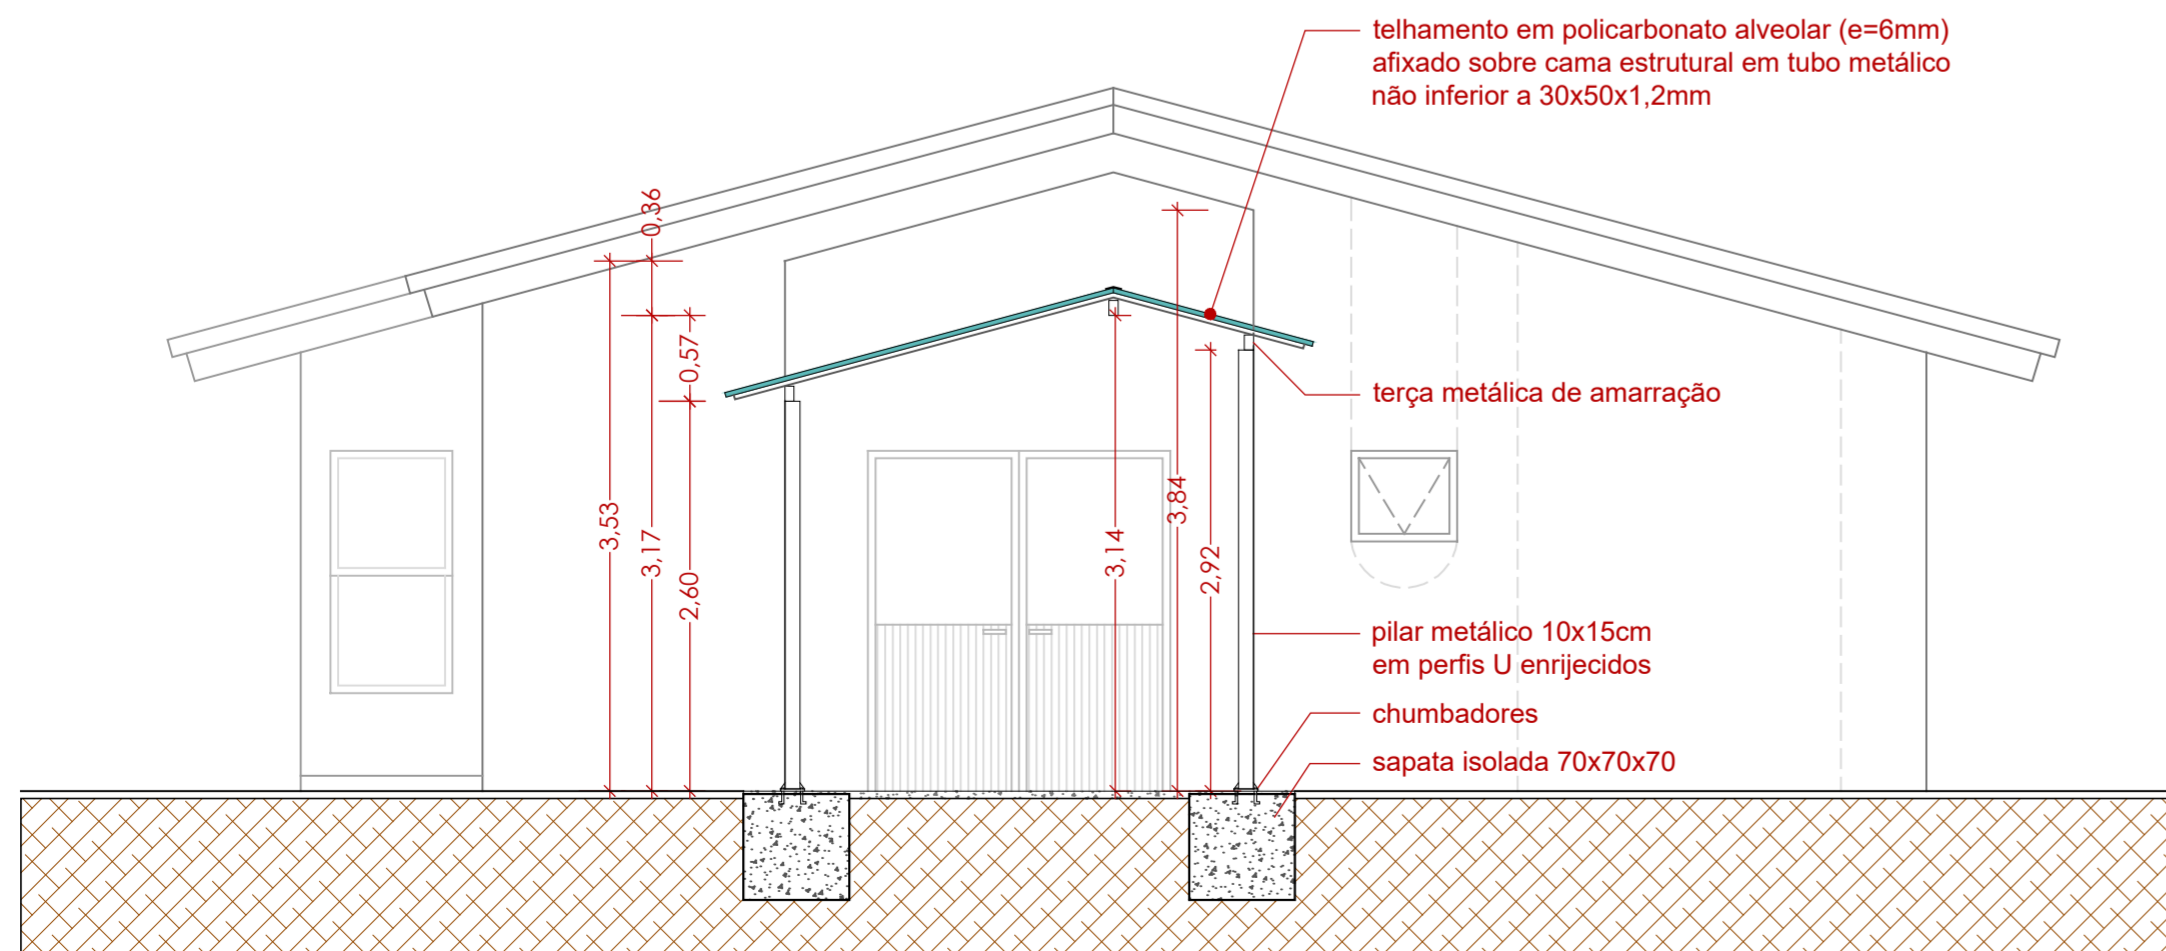 telhamento em policarbonato alveolar (e=6mm)
afixado sobre cama estrutural em tubo metálico
não inferior a 30x50x1,2mm
0,36
0,57
terça metálica de amarração
3,53
3,17
2,60
3,14
3,84
2,92
pilar metálico 10x15cm
em perfis U enrijecidos
chumbadores
sapata isolada 70x70x70